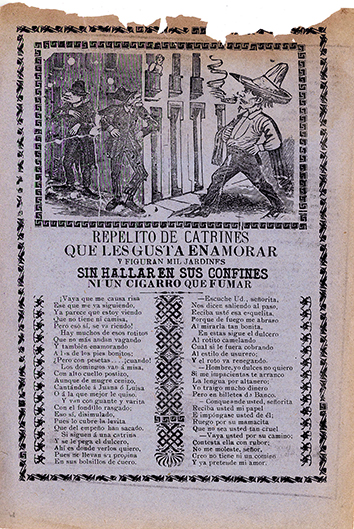 REPELITO DE CATRINES
QUE LES GUSTA ENAMORAR
Y FIGURAN MIL JARDINES
SIN HALLAR EN SUS CONFINES
NI UN CIGARRO QUE FUMAR
¡Vaya que me causa risa
Ese que me va siguiendo,
Ya parece que estoy viendo
Que no tiene ni camisa,
Pero eso sí, se va riendo!
Hay muchos de esos rotitos
Que no más andan vagando
Y también enamorando
A las de los pies bonitos;
¡Pero con pesetas.....¡cuando!
Los domingos van á misa,
Con alto cuello postizo,
Aunque de mugre cenizo,
Cantándole á Juana ó Luisa
O á la que mejor le quiso.
Y van con guante y varita
Con el fondillo rasgado;
Eso sí, disimulado,
Pues lo cubre la levita
Que del empeño han sacado.
Si siguen á una catrina
Y se le pega el dulcero,
Ahí es donde verlos quiero,
Pues se llevan su propina
En sus bolsillos de cuero.
—Escuche Ud., señorita,
Nos dicen saliendo al paso,
Reciba usté esa esquelita,
Porque de fuego me abraso
Al mirarla tan bonita.
En estas sigue el dulcero
Al rotito camelando
Cual si le fuera cobrando
Al estilo de usurero;
Y el roto va renegando.
—Hombre, yo dulces no quiero
Si me impacientas te arranco
La lengua por altanero;
Yo traigo mucho dinero
Pero en billetes de Banco.
—Conque ande usted, señorita
Reciba usted mi papel
E impóngase usted de él;
Ruego por su mamacita
Que no sea usted tan cruel
—Vaya usted por su camino;
Contesta ella con rubor;
No me moleste, señor,
Creo no tiene ni un comino
Y ya pretende mi amor.